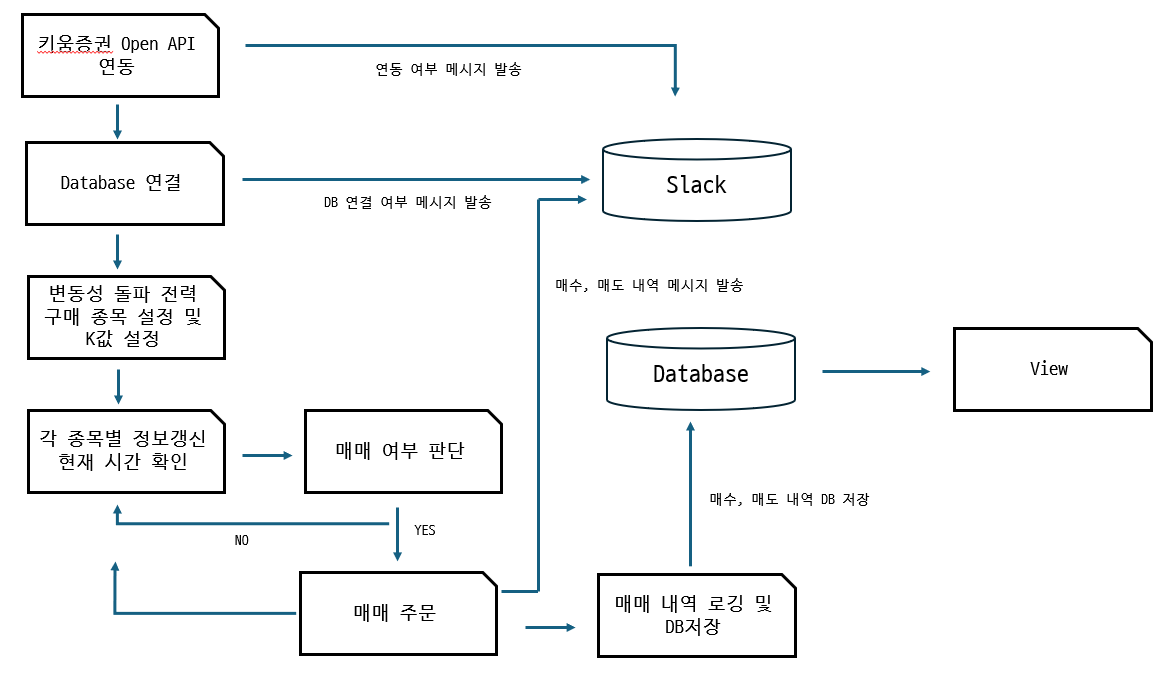 키움증권 Open API
연동
연동 여부 메시지 발송
Database 연결
DB 연결 여부 메시지 발송
Slack
변동성 돌파 전력
구매 종목 설정 및
K값 설정
매수, 매도 내역 메시지 발송
Database
View
각 종목별 정보갱신
현재 시간 확인
매매 여부 판단
매수, 매도 내역 DB 저장
NO
YES
매매 주문
매매 내역 로깅 및
DB저장